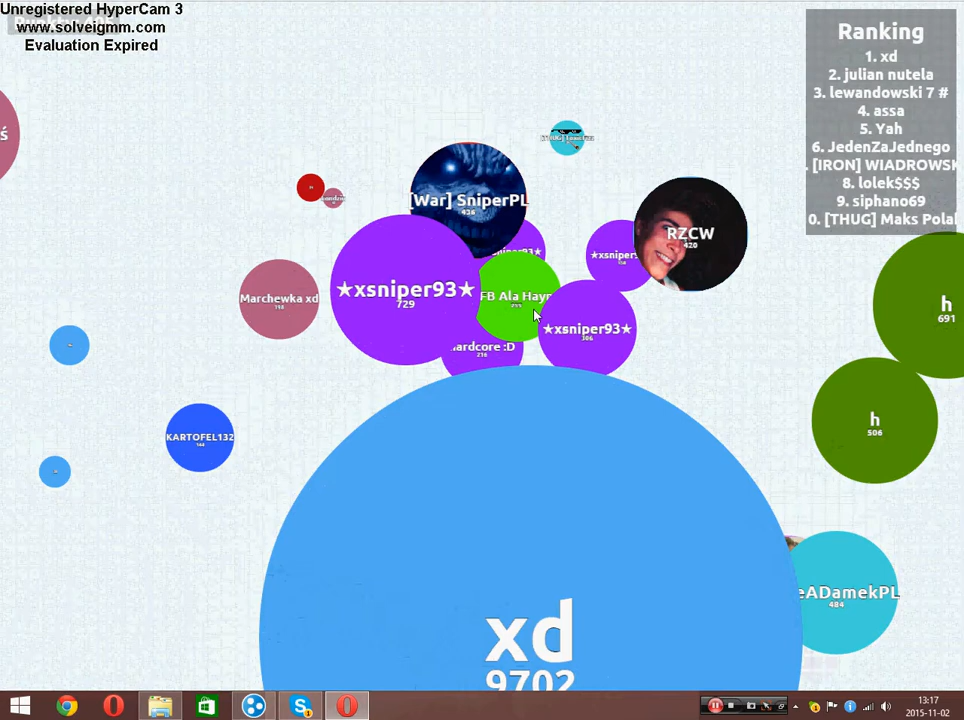 Unregistered HyperCam 3
www.solveigmm.com
Evaluation Expired
Ranking
1. xd
2. julian nutela
3. lewandowski 7 #
4. assa
5. Yah
6. JedenZaJednego
. [IRON] WIADROWSK
8. lolek$$$
9. siphano69
0. [THUG] Maks Polal
ś
[War] SniperPL
436
RZCW
420
★xsniper93★
729
Marchewka xd
FB Ala Hayn
★xsniper93★
306
ardcore :D
216
h
691
h
506
KARTOFEL132
eADamekPL
484
xd
9702
13:17
2015-11-02